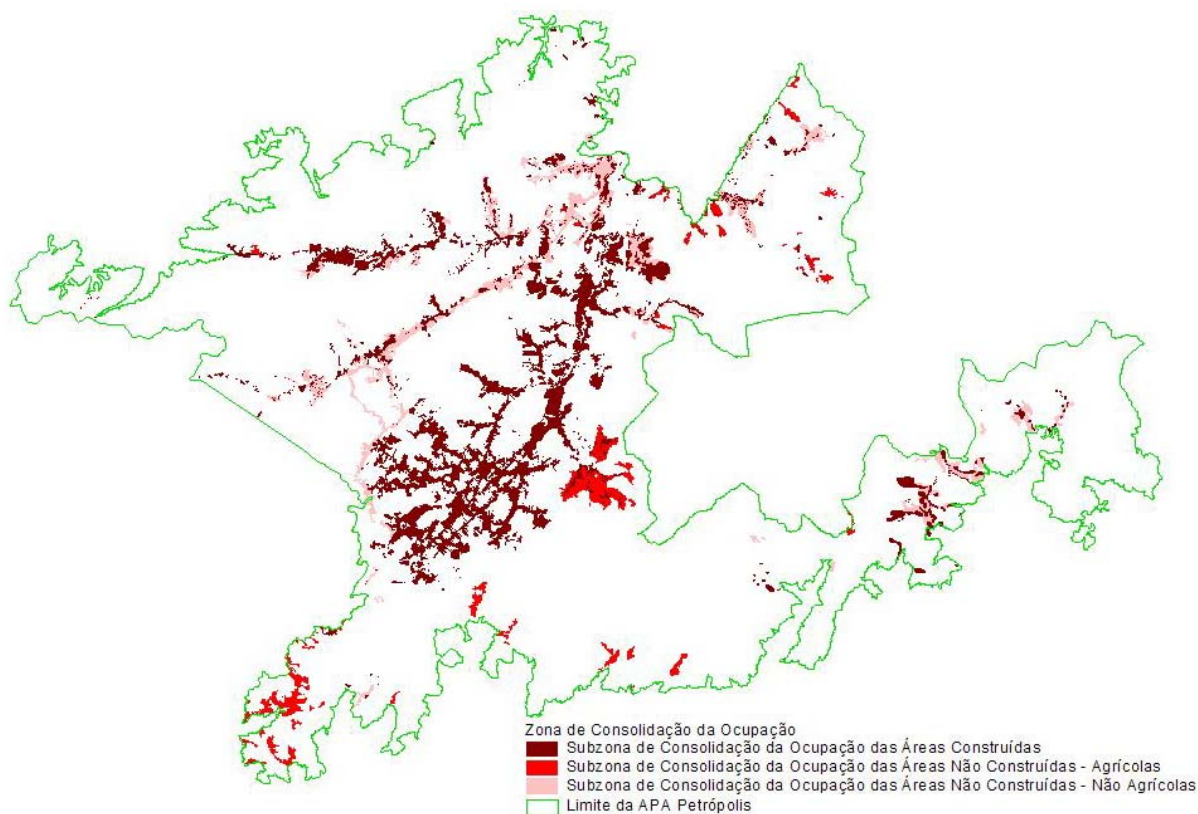 Zona de Consolidação da Ocupação
Subzona de Consolidação da Ocupação das Áreas Construídas
Subzona de Consolidação da Ocupação das Áreas Não Construídas - Agrícolas
Subzona de Consolidação da Ocupação das Áreas Não Construídas - Não Agrícolas
Limite da APA Petrópolis